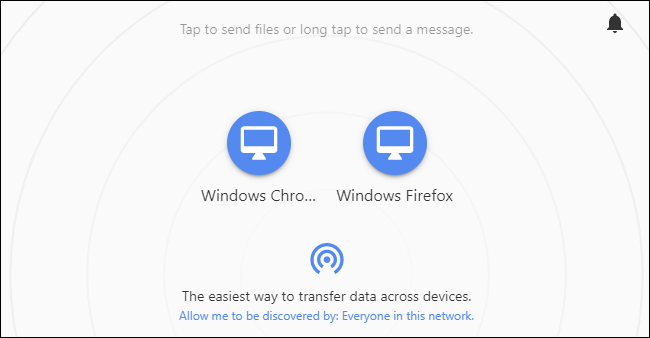 Tap to send files or long tap to send a message.
Windows Chro... Windows Firefox
The easiest way to transfer data across devices.
Allow me to be discovered by: Everyone in this network.